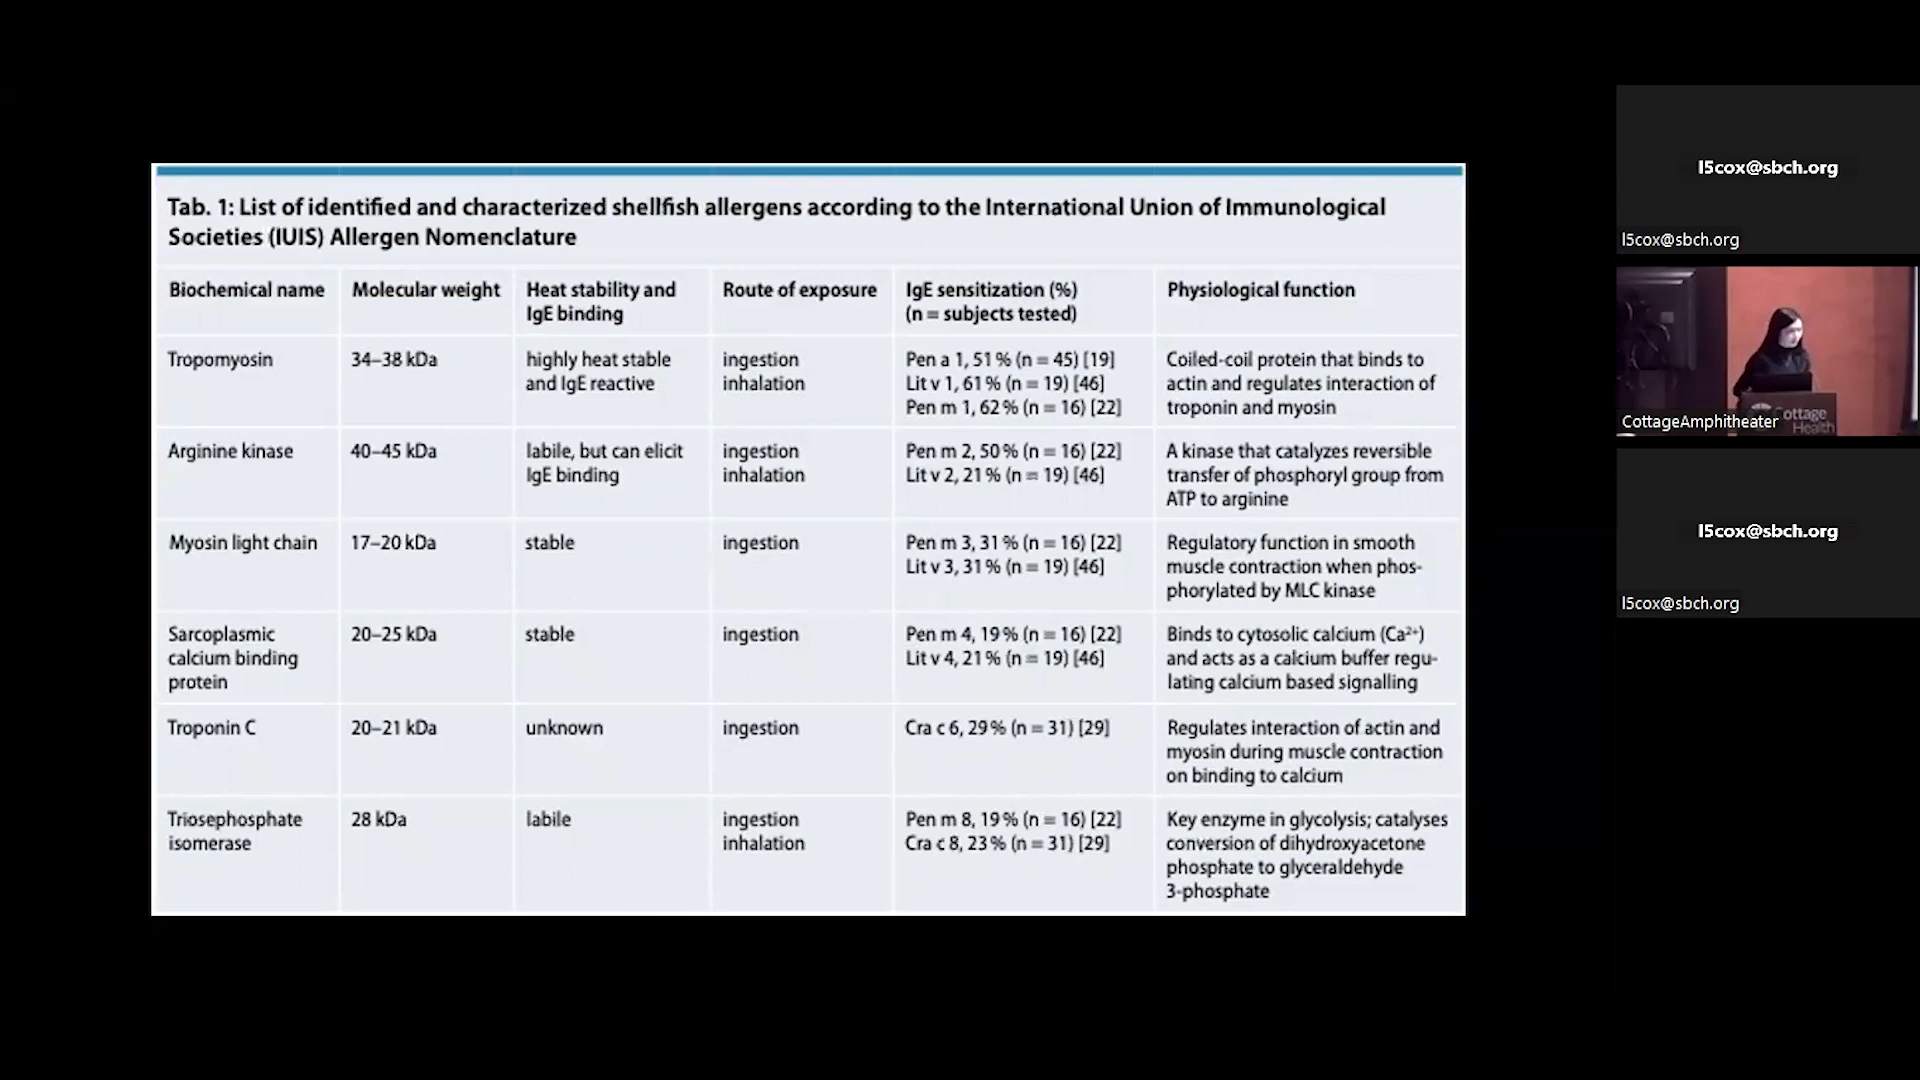 Tab. 1: List of identified and characterized shellfish allergens according to the International Union of Immunological
Societies (IUIS) Allergen Nomenclature
Biochemical name
Molecular weight
Heat stability and
IgE binding
Route of exposure
IgE sensitization (%)
(n = subjects tested)
Physiological function
Tropomyosin
34–38 kDa
highly heat stable
and IgE reactive
ingestion
inhalation
Pen a 1, 51 % (n = 45) [19]
Lit v 1, 61 % (n = 19) [46]
Pen m 1, 62 % (n = 16) [22]
Coiled-coil protein that binds to
actin and regulates interaction of
troponin and myosin
Arginine kinase
40–45 kDa
labile, but can elicit
IgE binding
ingestion
inhalation
Pen m 2, 50 % (n = 16) [22]
Lit v 2, 21 % (n = 19) [46]
A kinase that catalyzes reversible
transfer of phosphoryl group from
ATP to arginine
Myosin light chain
17–20 kDa
stable
ingestion
Pen m 3, 31 % (n = 16) [22]
Lit v 3, 31 % (n = 19) [46]
Regulatory function in smooth
muscle contraction when phos-
phorylated by MLC kinase
Sarcoplasmic
calcium binding
protein
20–25 kDa
stable
ingestion
Pen m 4, 19 % (n = 16) [22]
Lit v 4, 21 % (n = 19) [46]
Binds to cytosolic calcium (Ca²⁺)
and acts as a calcium buffer regu-
lating calcium based signalling
Troponin C
20–21 kDa
unknown
ingestion
Cra c 6, 29 % (n = 31) [29]
Regulates interaction of actin and
myosin during muscle contraction
on binding to calcium
Triosephosphate
isomerase
28 kDa
labile
ingestion
inhalation
Pen m 8, 19 % (n = 16) [22]
Cra c 8, 23 % (n = 31) [29]
Key enzyme in glycolysis; catalyses
conversion of dihydroxyacetone
phosphate to glyceraldehyde
3-phosphate
l5cox@sbch.org
l5cox@sbch.org
CottageAmphitheater
Cottage
Health
l5cox@sbch.org
l5cox@sbch.org